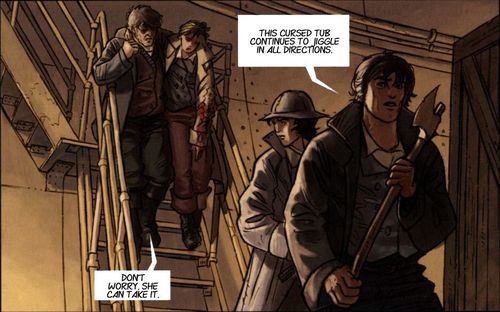 THIS CURSED TUB
CONTINUES TO JIGGLE
IN ALL DIRECTIONS.
DON'T
WORRY. SHE
CAN TAKE IT.